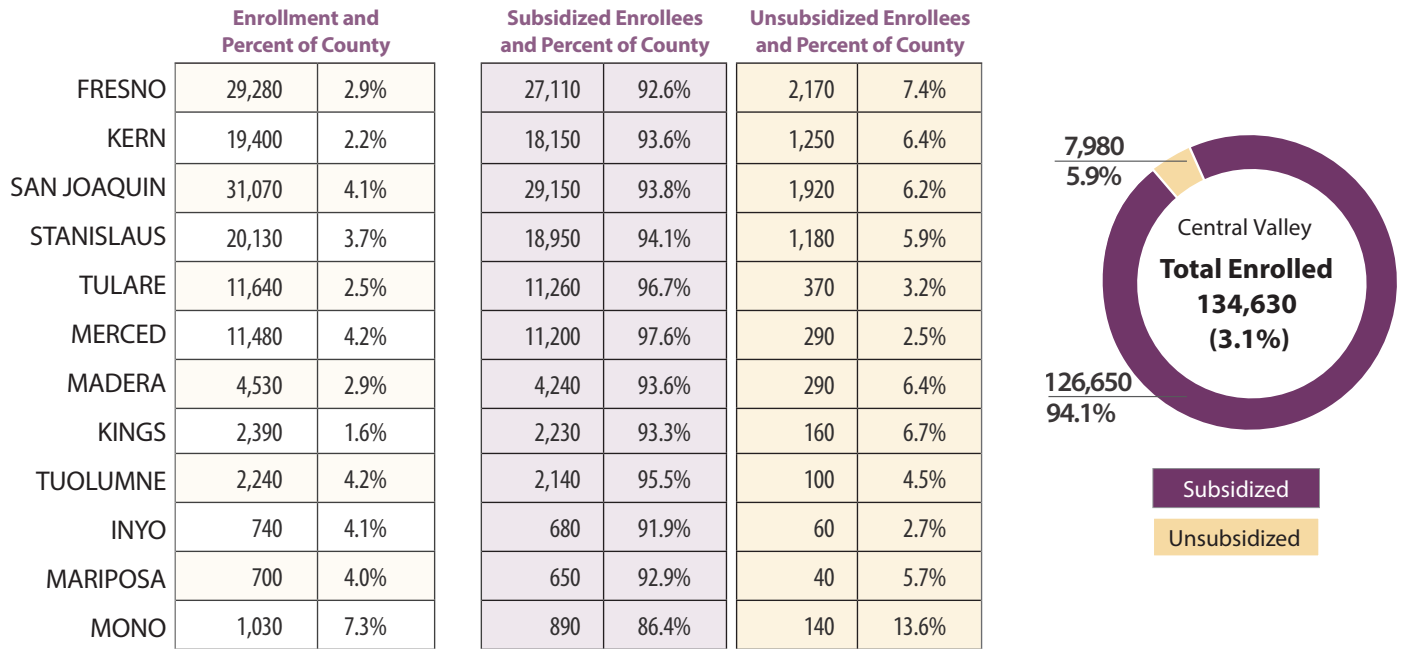 Enrollment and Percent of County
Subsidized Enrollees and Percent of County
Unsubsidized Enrollees and Percent of County
FRESNO 29,280 2.9% 27,110 92.6% 2,170 7.4%
KERN 19,400 2.2% 18,150 93.6% 1,250 6.4%
SAN JOAQUIN 31,070 4.1% 29,150 93.8% 1,920 6.2%
STANISLAUS 20,130 3.7% 18,950 94.1% 1,180 5.9%
TULARE 11,640 2.5% 11,260 96.7% 370 3.2%
MERCED 11,480 4.2% 11,200 97.6% 290 2.5%
MADERA 4,530 2.9% 4,240 93.6% 290 6.4%
KINGS 2,390 1.6% 2,230 93.3% 160 6.7%
TUOLUMNE 2,240 4.2% 2,140 95.5% 100 4.5%
INYO 740 4.1% 680 91.9% 60 2.7%
MARIPOSA 700 4.0% 650 92.9% 40 5.7%
MONO 1,030 7.3% 890 86.4% 140 13.6%
7,980
5.9%
Central Valley
Total Enrolled
134,630
(3.1%)
126,650
94.1%
Subsidized
Unsubsidized